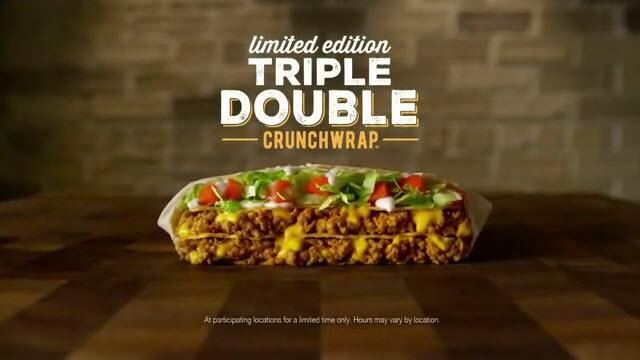 limited edition
TRIPLE
DOUBLE
CRUNCHWRAP
At participating locations for a limited time only. Hours may vary by location.